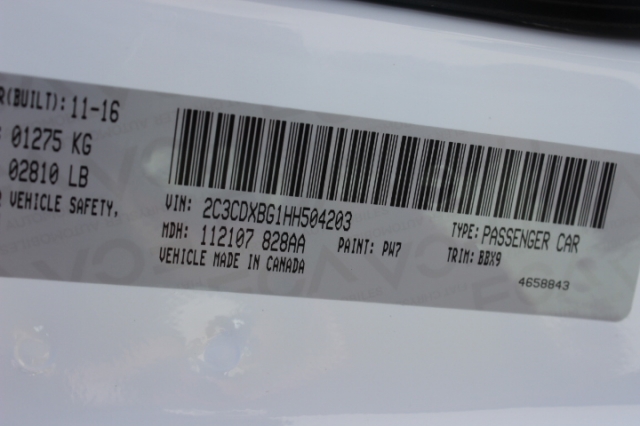 R(BUILT): 11-16
01275 KG
02810 LB
VEHICLE SAFETY,
VIN: 2C3CDXBG1HH504203
MDH: 112107 828AA PAINT: PW7
VEHICLE MADE IN CANADA
TYPE: PASSENGER CAR
TRIM: BBX9
4658843